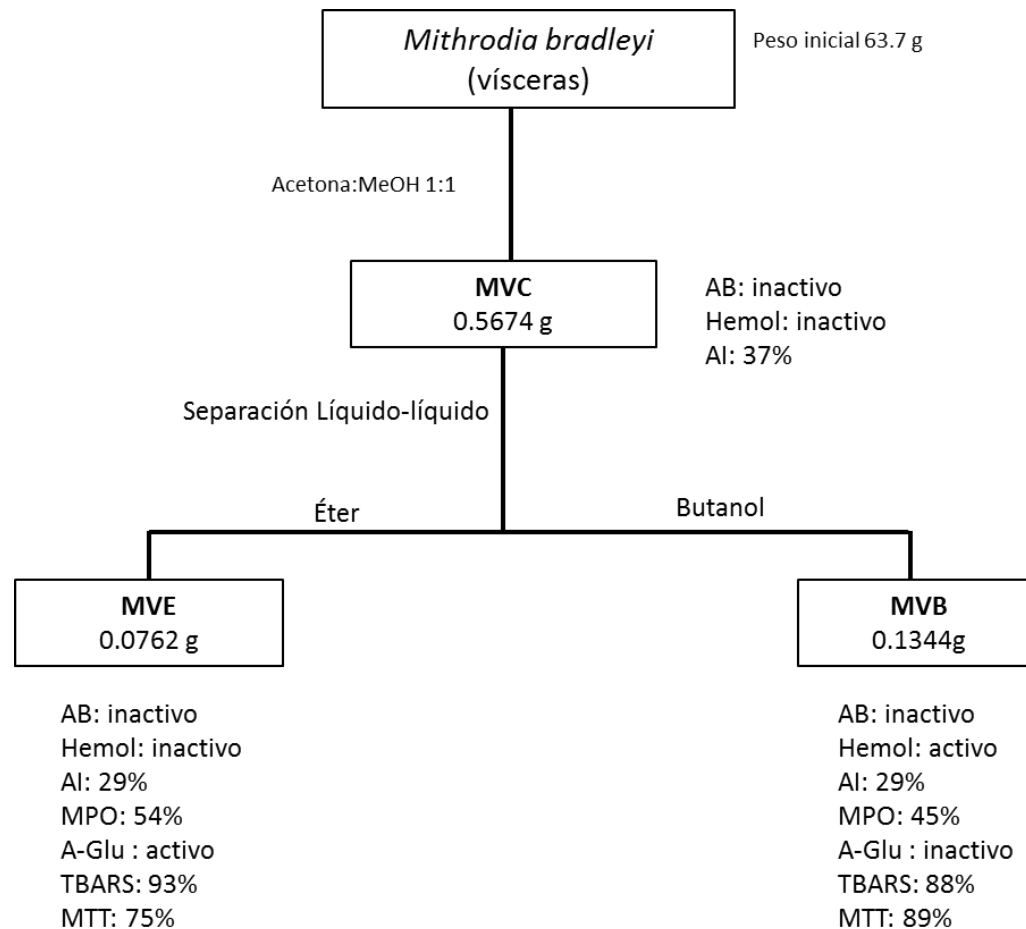 Mithrodia bradleyi
(vísceras)
Peso inicial 63.7 g
Acetona:MeOH 1:1
MVC
0.5674 g
AB: inactivo
Hemol: inactivo
AI: 37%
Separación Líquido-líquido
Éter
Butanol
MVE
0.0762 g
MVB
0.1344g
AB: inactivo
Hemol: inactivo
AI: 29%
MPO: 54%
A-Glu : activo
TBARS: 93%
MTT: 75%
AB: inactivo
Hemol: activo
AI: 29%
MPO: 45%
A-Glu : inactivo
TBARS: 88%
MTT: 89%